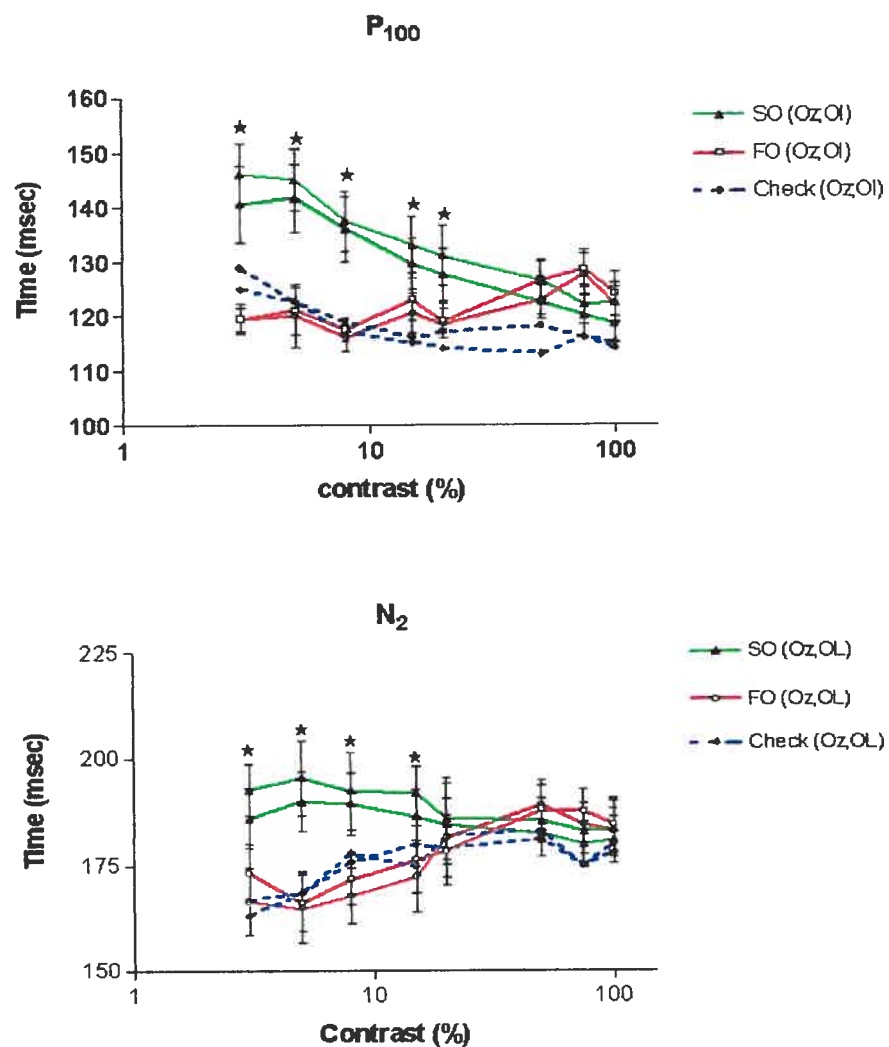 P100
160
150
140
130
120
110
100
Time (msec)
★ ★ ★ ★ ★
1 10 100
contrast (%)
SO (Oz,Ol)
FO (Oz,Ol)
Check (Oz,Ol)
N2
225
200
175
150
Time (msec)
★ ★ ★ ★
1 10 100
Contrast (%)
SO (Oz,OL)
FO (Oz,OL)
Check (Oz,OL)